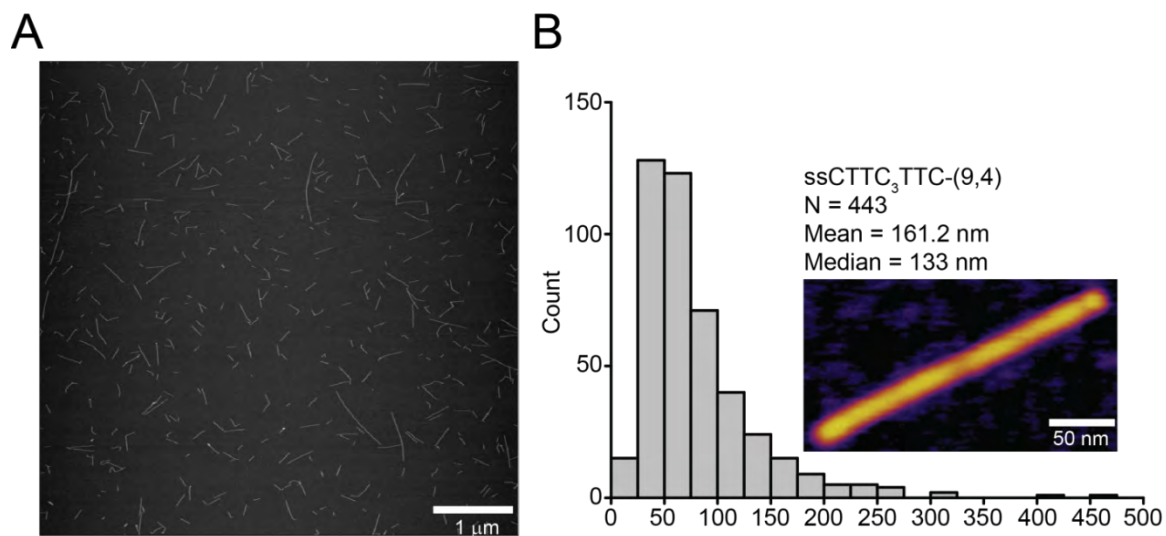 A
B
1 μm
150
100
50
0
Count
ssCTTC₃TTC-(9,4)
N = 443
Mean = 161.2 nm
Median = 133 nm
50 nm
0 50 100 150 200 250 300 350 400 450 500